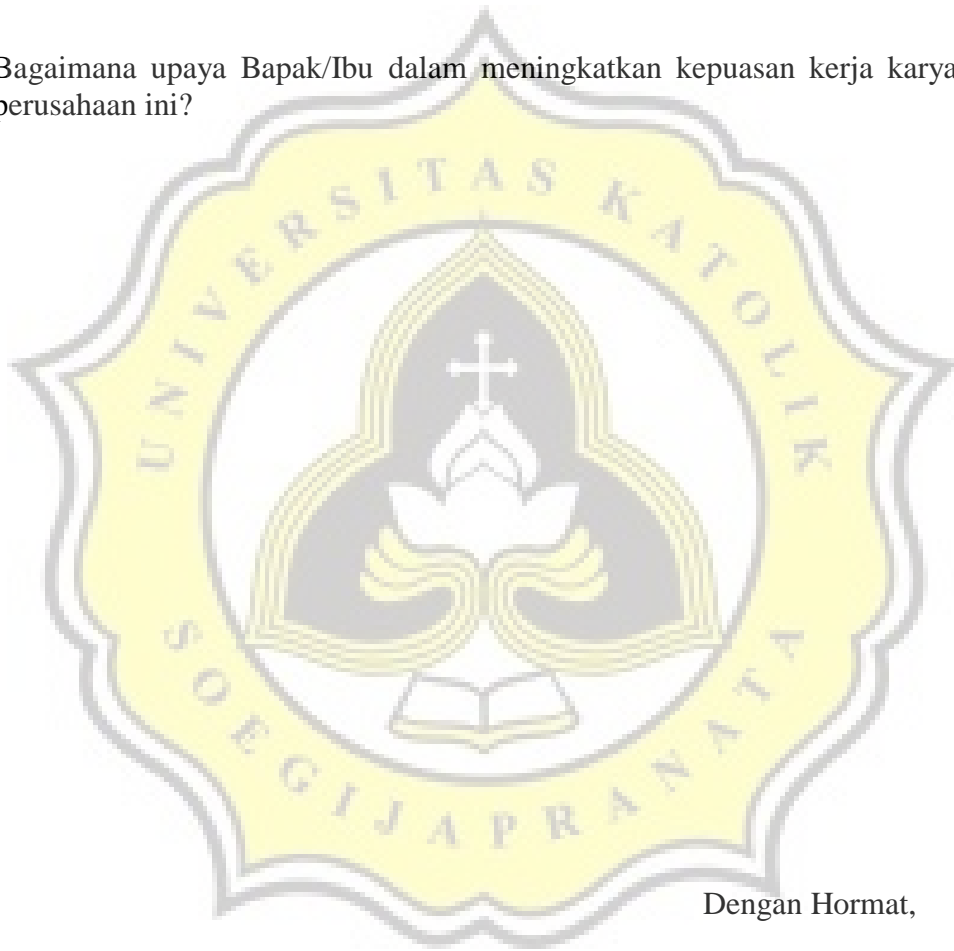 Bagaimana upaya Bapak/Ibu dalam meningkatkan kepuasan kerja karya
perusahaan ini?
UNIVERSITAS KATOLIK
SOEGIJAPRANATA
Dengan Hormat,